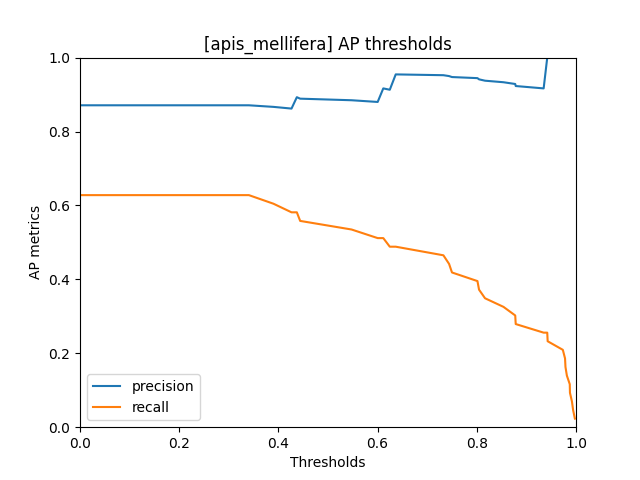 [apis_mellifera] AP thresholds
1.0
0.8
0.6
0.4
0.2
0.0
AP metrics
precision
recall
0.0 0.2 0.4 0.6 0.8 1.0
Thresholds